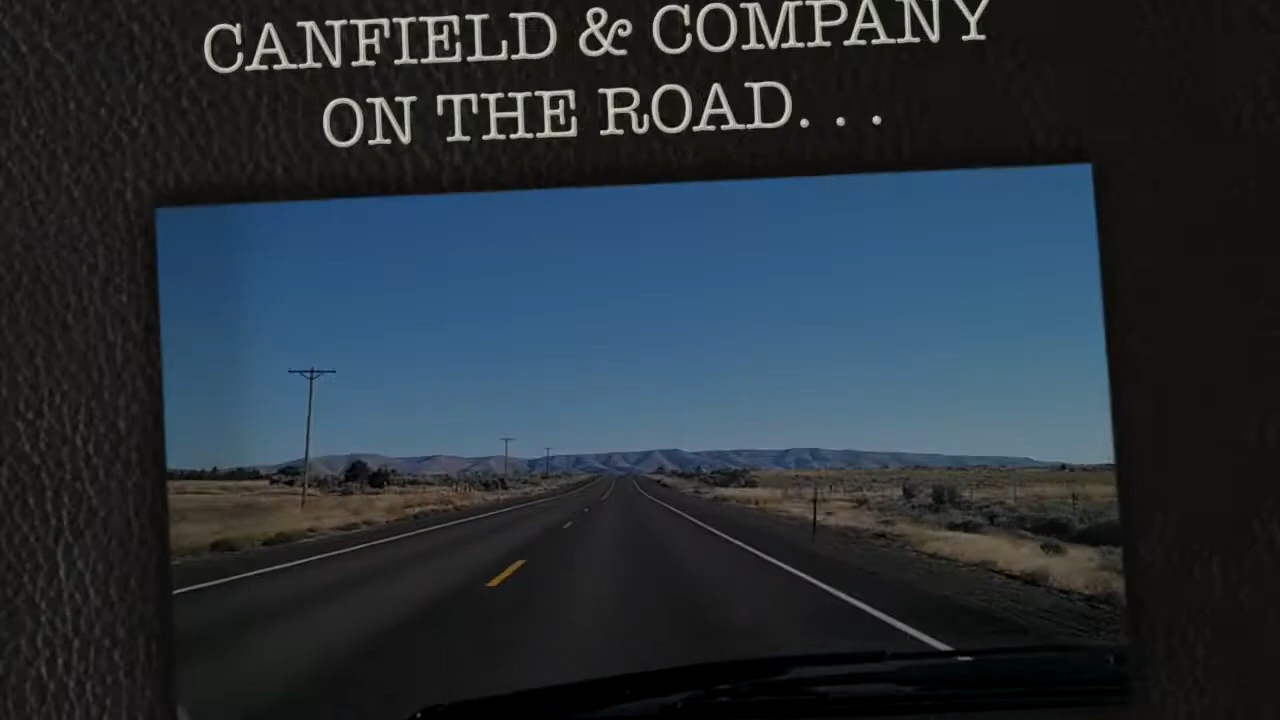 CANFIELD & COMPANY
ON THE ROAD. . .